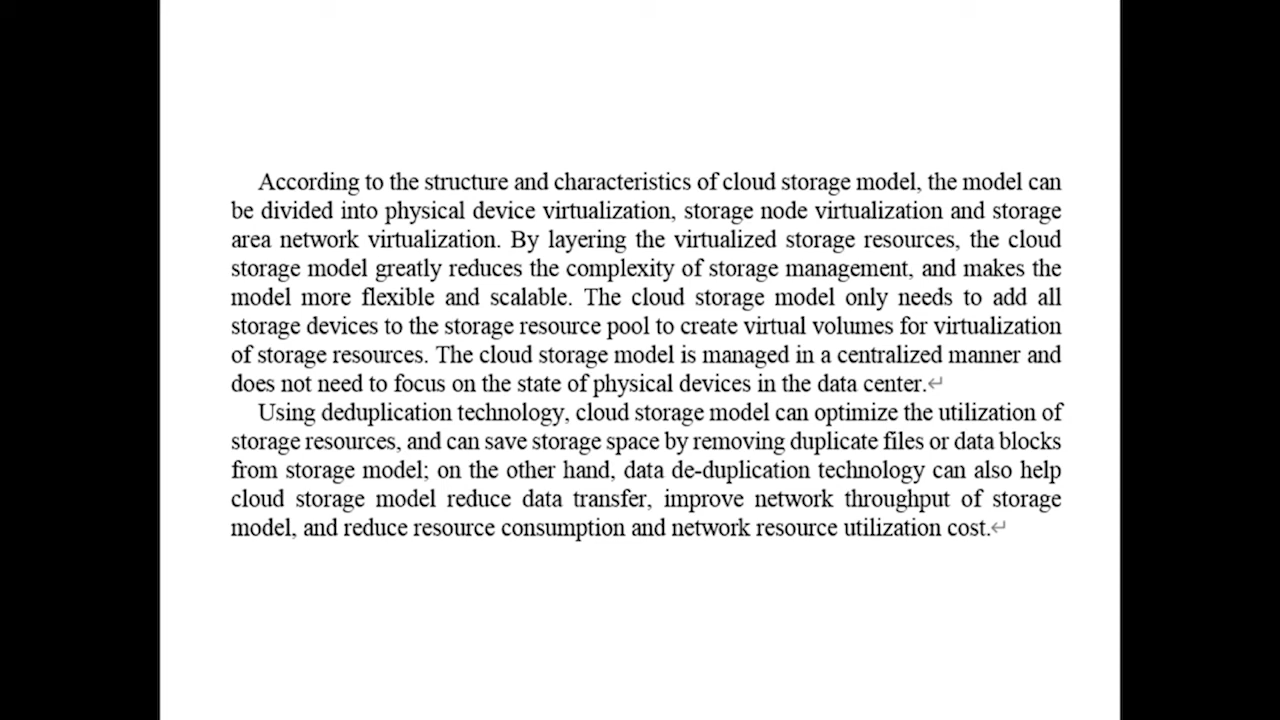 According to the structure and characteristics of cloud storage model, the model can
be divided into physical device virtualization, storage node virtualization and storage
area network virtualization. By layering the virtualized storage resources, the cloud
storage model greatly reduces the complexity of storage management, and makes the
model more flexible and scalable. The cloud storage model only needs to add all
storage devices to the storage resource pool to create virtual volumes for virtualization
of storage resources. The cloud storage model is managed in a centralized manner and
does not need to focus on the state of physical devices in the data center.↵
Using deduplication technology, cloud storage model can optimize the utilization of
storage resources, and can save storage space by removing duplicate files or data blocks
from storage model; on the other hand, data de-duplication technology can also help
cloud storage model reduce data transfer, improve network throughput of storage
model, and reduce resource consumption and network resource utilization cost.↵